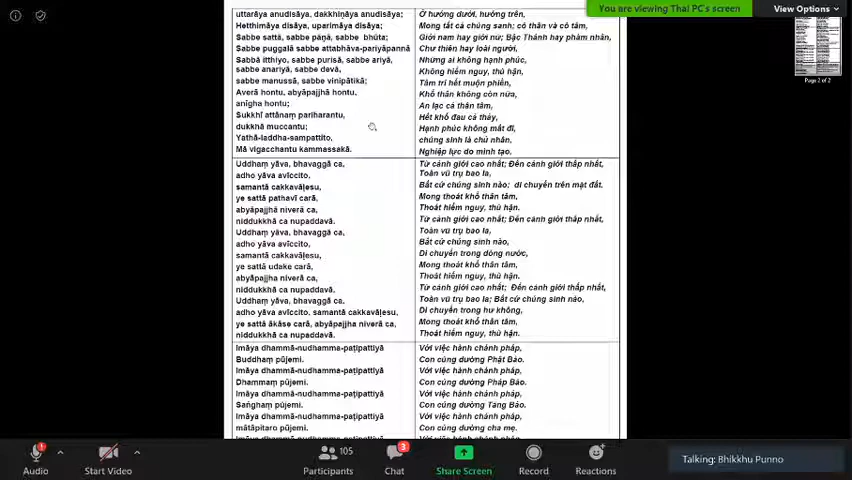 You are viewing Thai PC's screen
View Options
Page 2 of 2
uttarāya anudisāya, dakkhiṇāya anudisāya;
Heṭṭhimāya disāya, uparimāya disāya;
Sabbe sattā, sabbe pāṇā, sabbe bhūta;
Sabbe puggalā sabbe attabhāva-pariyāpannā
Sabbā itthiyo, sabbe purisā, sabbe ariyā,
sabbe anariyā, sabbe devā,
sabbe manussā, sabbe vinipātikā;
Averā hontu, abyāpajjhā hontu,
anīgha hontu;
Sukkhī attānaṃ pariharantu,
dukkhā muccantu;
Yathā-laddha-sampattito,
Mā vigacchantu kammassakā.
Ở hướng dưới, hướng trên,
Mong tất cả chúng sanh; cô thân và cô tâm,
Giới nam hay giới nữ; Bậc Thánh hay phàm nhân,
Chư thiên hay loài người,
Những ai không hạnh phúc,
Không hiềm nguy, thù hận,
Tâm trí hết muộn phiền,
Khổ thân không còn nữa,
An lạc cả thân tâm,
Hết khổ đau cả thảy,
Hạnh phúc không mất đi,
chúng sinh là chủ nhân,
Nghiệp lực do mình tạo.
Uddhaṃ yāva, bhavaggā ca,
adho yāva avīccito,
samantā cakkavāḷesu,
ye sattā pathavī carā,
abyāpajjhā niverā ca,
niddukkhā ca nupaddavā.
Uddhaṃ yāva, bhavaggā ca,
adho yāva avīccito,
samantā cakkavāḷesu,
ye sattā udake carā,
abyāpajjha niverā ca,
niddukkhā ca nupaddavā.
Uddhaṃ yāva, bhavaggā ca.
adho yāva avīccito, samantā cakkavāḷesu,
ye sattā ākāse carā, abyāpajjha niverā ca,
niddukkhā ca nupaddavā.
Từ cảnh giới cao nhất; Đến cảnh giới thấp nhất,
Toàn vũ trụ bao la,
Bất cứ chúng sinh nào; di chuyển trên mặt đất.
Mong thoát khổ thân tâm,
Thoát hiểm nguy, thù hận.
Từ cảnh giới cao nhất; Đến cảnh giới thấp nhất,
Toàn vũ trụ bao la,
Bất cứ chúng sinh nào,
Di chuyển trong dòng nước,
Mong thoát khổ thân tâm,
Thoát hiểm nguy, thù hận.
Từ cảnh giới cao nhất; Đến cảnh giới thấp nhất,
Toàn vũ trụ bao la; Bất cứ chúng sinh nào,
Di chuyển trong hư không,
Mong thoát khổ thân tâm,
Thoát hiểm nguy, thù hận.
Imāya dhammā-nudhamma-paṭipattiyā
Buddhaṃ pūjemi.
Imāya dhammā-nudhamma-paṭipattiyā
Dhammaṃ pūjemi.
Imāya dhammā-nudhamma-paṭipattiyā
Saṅghaṃ pūjemi.
Imāya dhammā-nudhamma-paṭipattiyā
mātāpitaro pūjemi.
Với việc hành chánh pháp,
Con cúng dường Phật Bảo.
Với việc hành chánh pháp,
Con cúng dường Pháp Bảo.
Với việc hành chánh pháp,
Con cúng dường Tăng Bảo.
Với việc hành chánh pháp,
Con cúng dường cha mẹ.
Audio
Start Video
105
Participants
3
Chat
Share Screen
Record
Reactions
Talking: Bhikkhu Punno